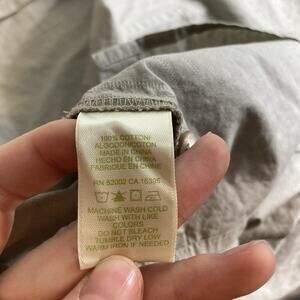 100% COTTON/
ALGODON/COTON
MADE IN CHINA
HECHO EN CHINA
FABRIQUE EN CHINE
RN 52002 CA 16395
MACHINE WASH COLD
WASH WITH LIKE
COLORS
DO NOT BLEACH
TUMBLE DRY LOW
WARM IRON IF NEEDED